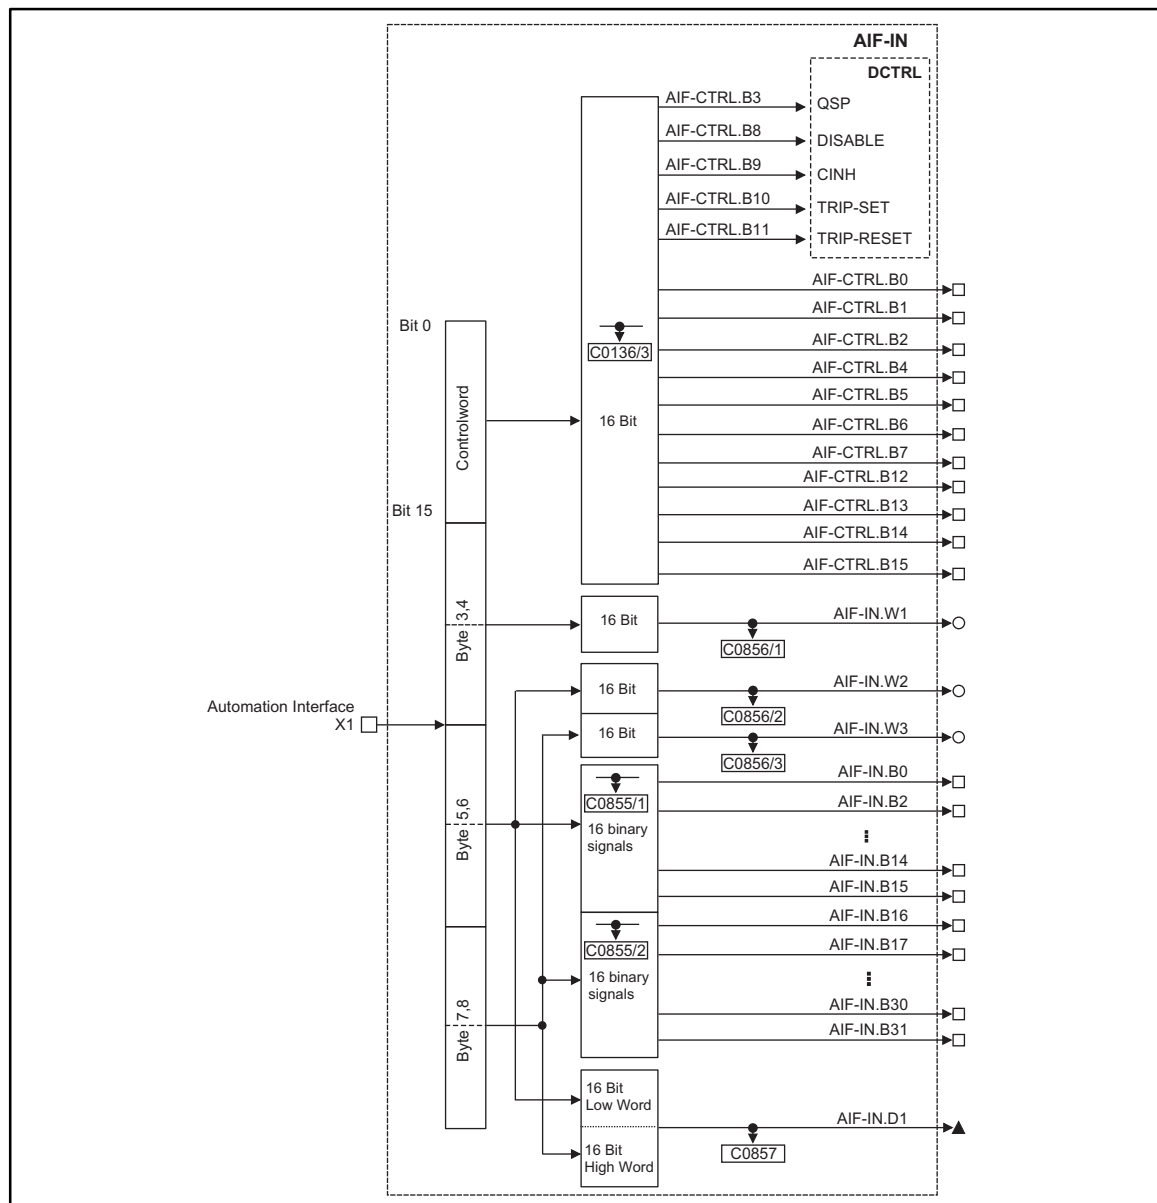 AIF-IN
DCTRL
AIF-CTRL.B3
QSP
AIF-CTRL.B8
DISABLE
AIF-CTRL.B9
CINH
AIF-CTRL.B10
TRIP-SET
AIF-CTRL.B11
TRIP-RESET
AIF-CTRL.B0
AIF-CTRL.B1
Bit 0
AIF-CTRL.B2
C0136/3
AIF-CTRL.B4
AIF-CTRL.B5
Controlword
16 Bit
AIF-CTRL.B6
AIF-CTRL.B7
AIF-CTRL.B12
Bit 15
AIF-CTRL.B13
AIF-CTRL.B14
AIF-CTRL.B15
Byte 3,4
16 Bit
AIF-IN.W1
C0856/1
16 Bit
AIF-IN.W2
C0856/2
Automation Interface
X1
16 Bit
AIF-IN.W3
C0856/3
AIF-IN.B0
C0855/1
AIF-IN.B2
Byte 5,6
16 binary
signals
AIF-IN.B14
AIF-IN.B15
AIF-IN.B16
C0855/2
AIF-IN.B17
16 binary
signals
Byte 7,8
AIF-IN.B30
AIF-IN.B31
16 Bit
Low Word
AIF-IN.D1
C0857
16 Bit
High Word